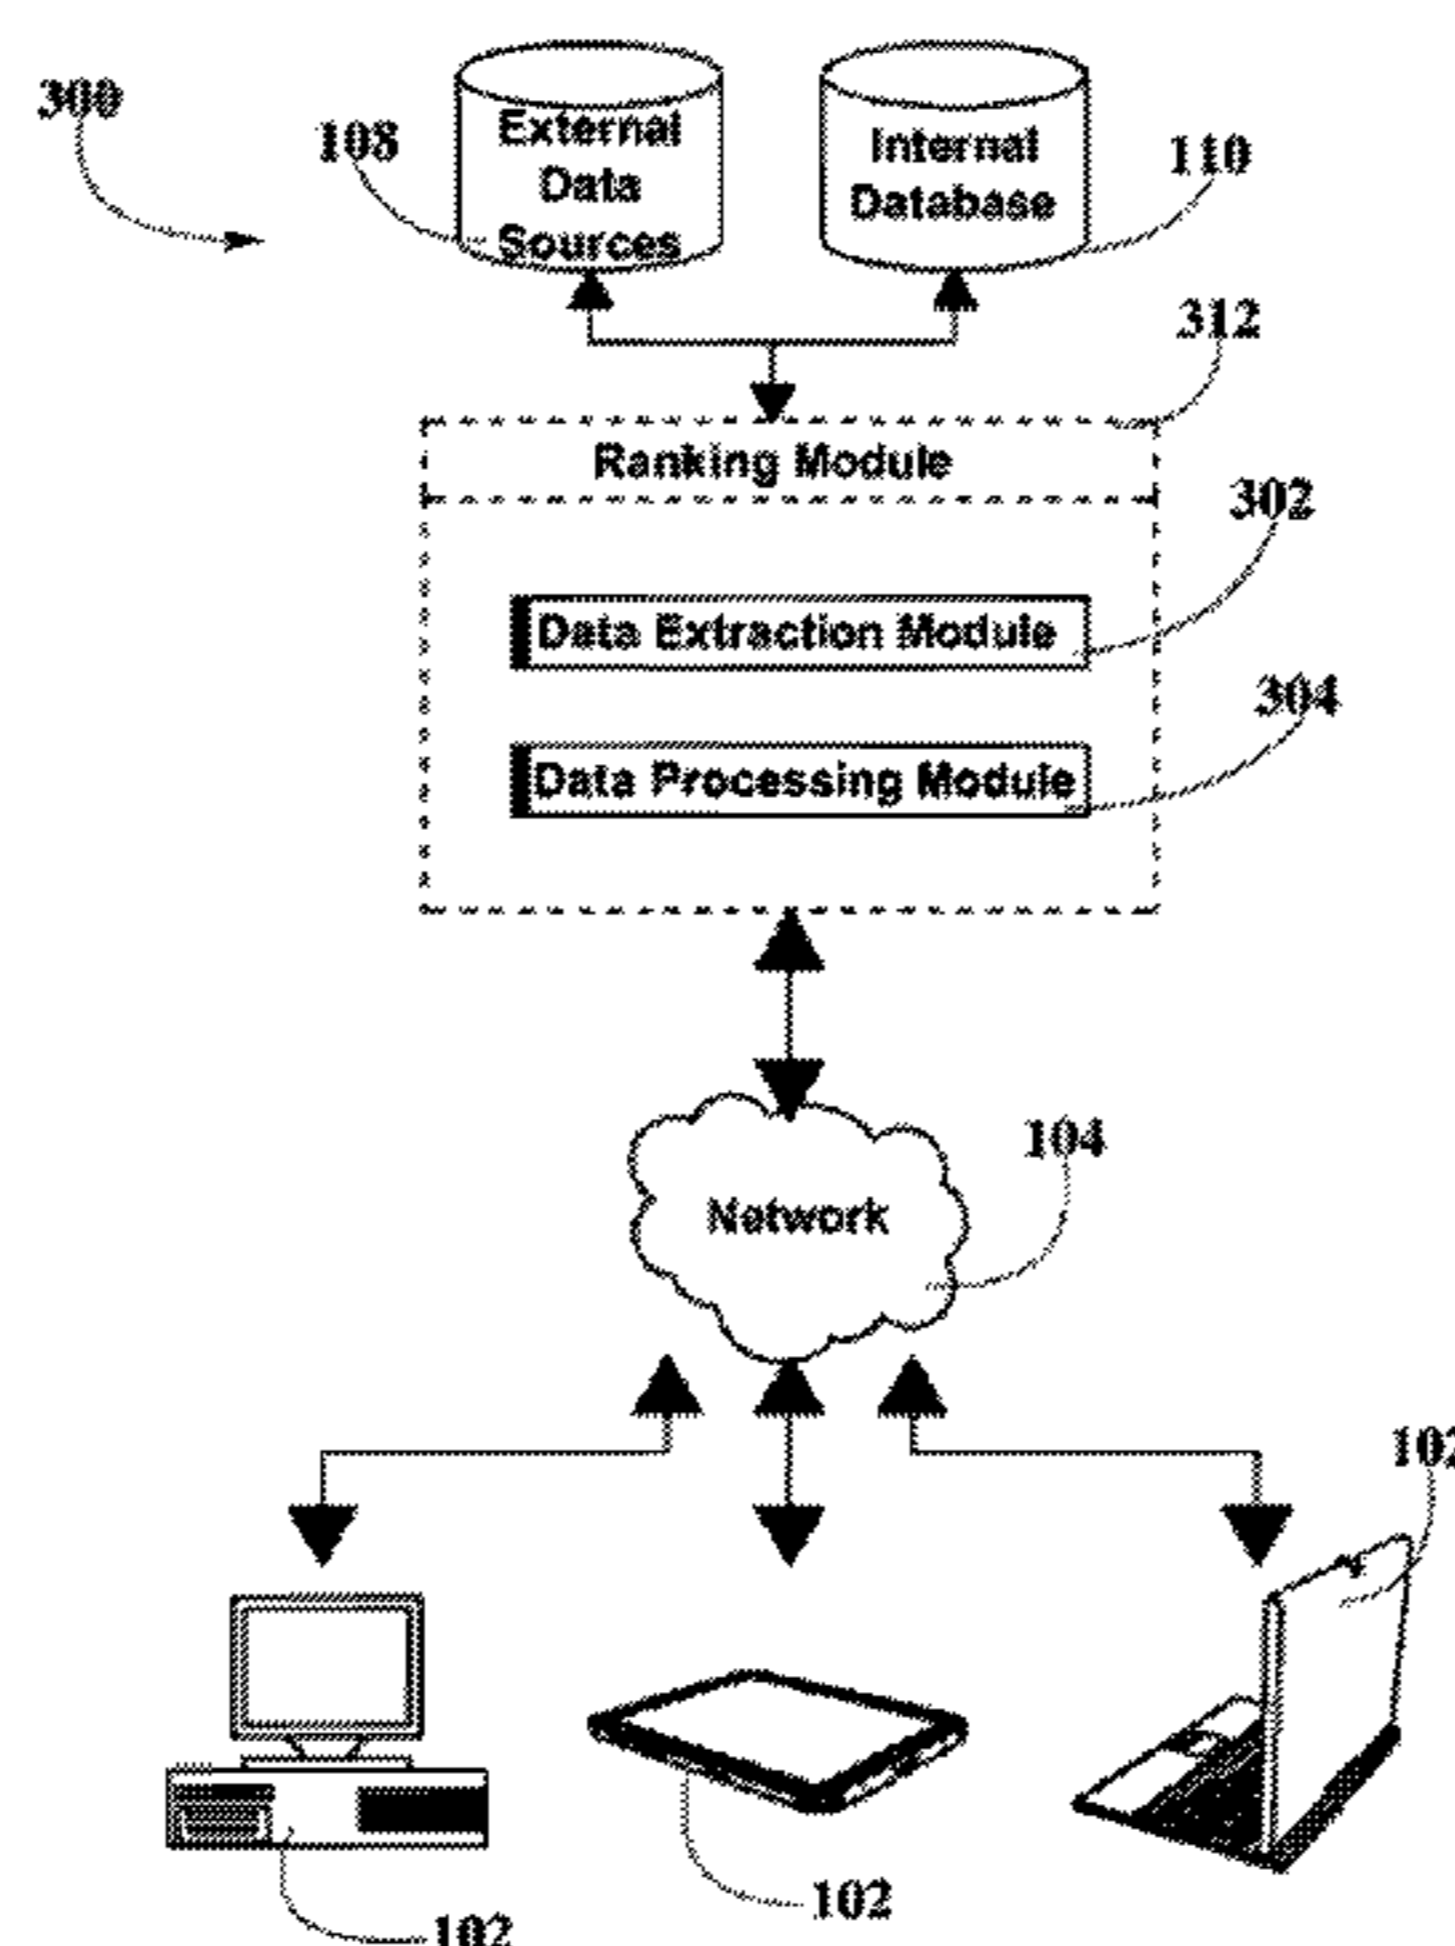 300
108
External
Data
Sources
Internal
Database
110
312
Ranking Module
302
Data Extraction Module
304
Data Processing Module
104
Network
102
102
102